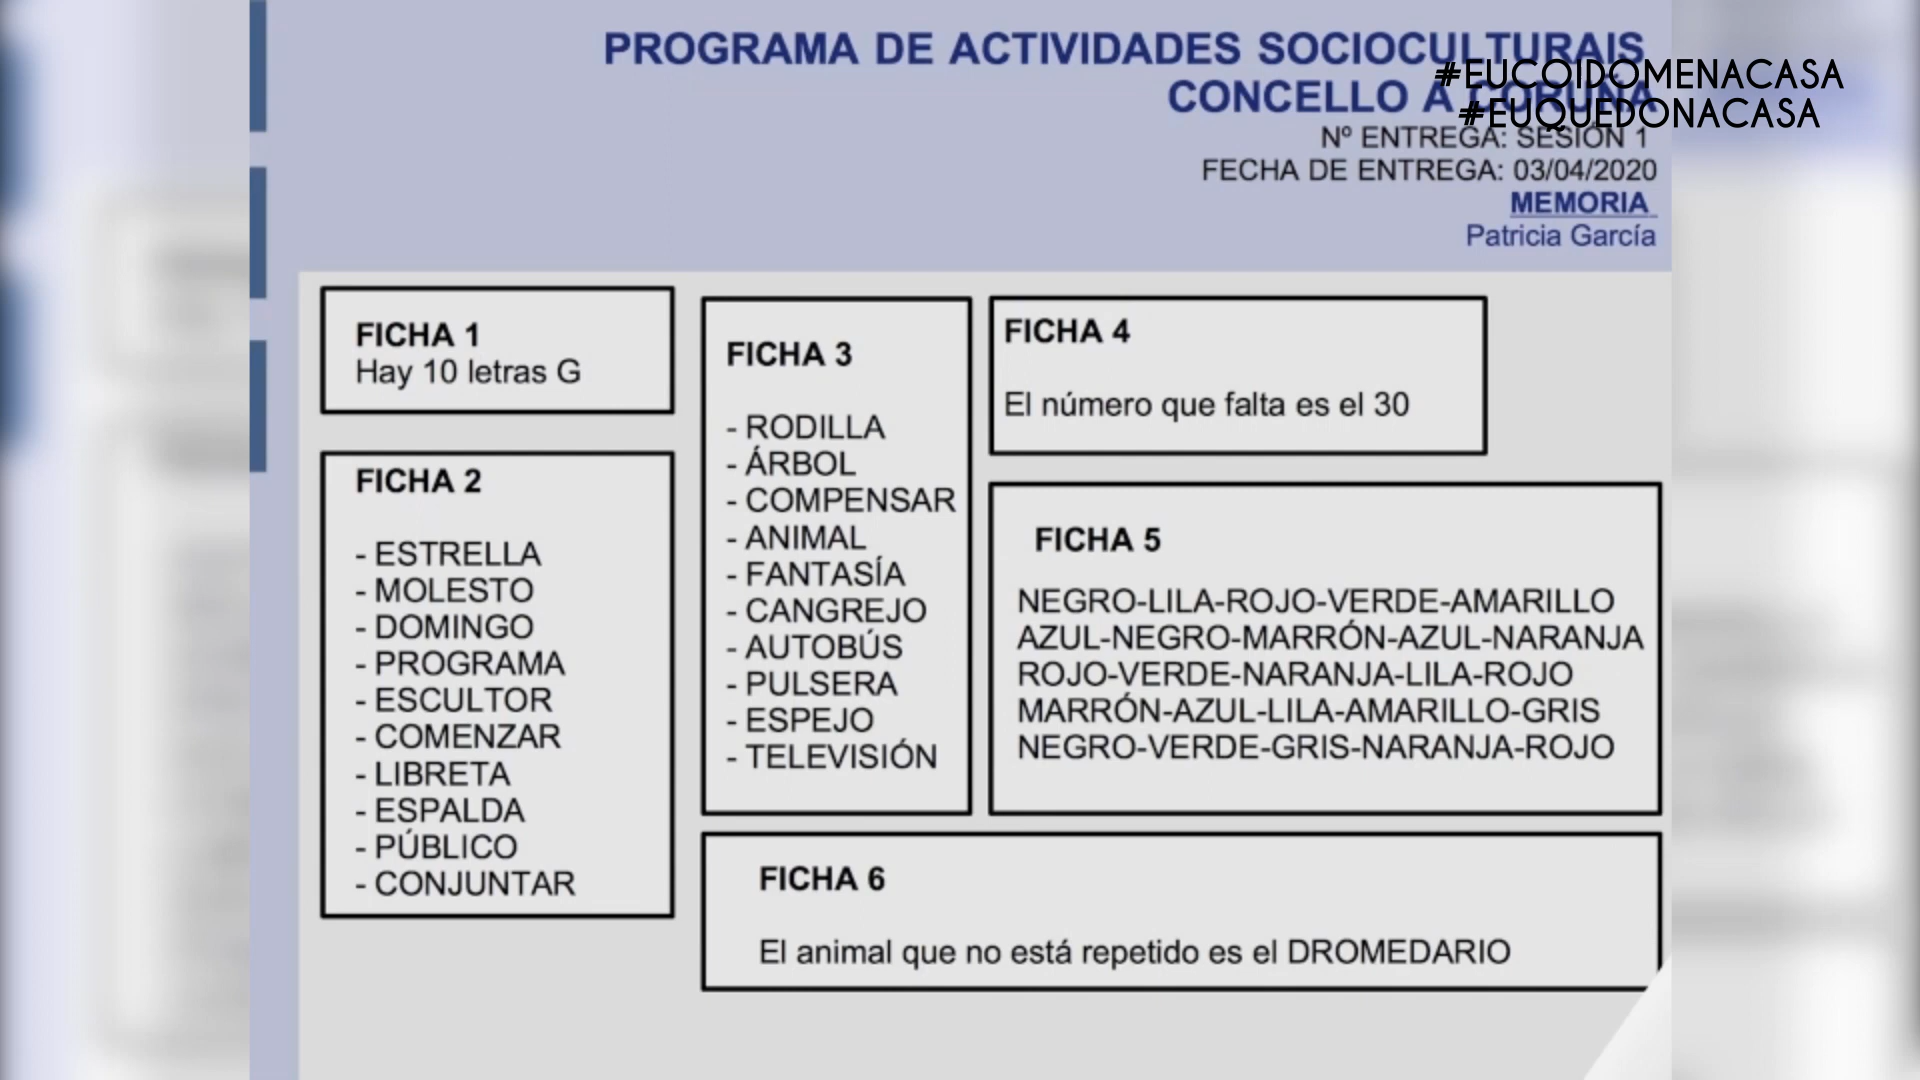 PROGRAMA DE ACTIVIDADES SOCIOCULTURAIS
CONCELLO A CORUÑA
#EUCOIDOMENACASA
#EUQUEDONACASA
Nº ENTREGA: SESIÓN 1
FECHA DE ENTREGA: 03/04/2020
MEMORIA
Patricia García
FICHA 1
Hay 10 letras G
FICHA 2
- ESTRELLA
- MOLESTO
- DOMINGO
- PROGRAMA
- ESCULTOR
- COMENZAR
- LIBRETA
- ESPALDA
- PÚBLICO
- CONJUNTAR
FICHA 3
- RODILLA
- ÁRBOL
- COMPENSAR
- ANIMAL
- FANTASÍA
- CANGREJO
- AUTOBÚS
- PULSERA
- ESPEJO
- TELEVISIÓN
FICHA 4
El número que falta es el 30
FICHA 5
NEGRO-LILA-ROJO-VERDE-AMARILLO
AZUL-NEGRO-MARRÓN-AZUL-NARANJA
ROJO-VERDE-NARANJA-LILA-ROJO
MARRÓN-AZUL-LILA-AMARILLO-GRIS
NEGRO-VERDE-GRIS-NARANJA-ROJO
FICHA 6
El animal que no está repetido es el DROMEDARIO